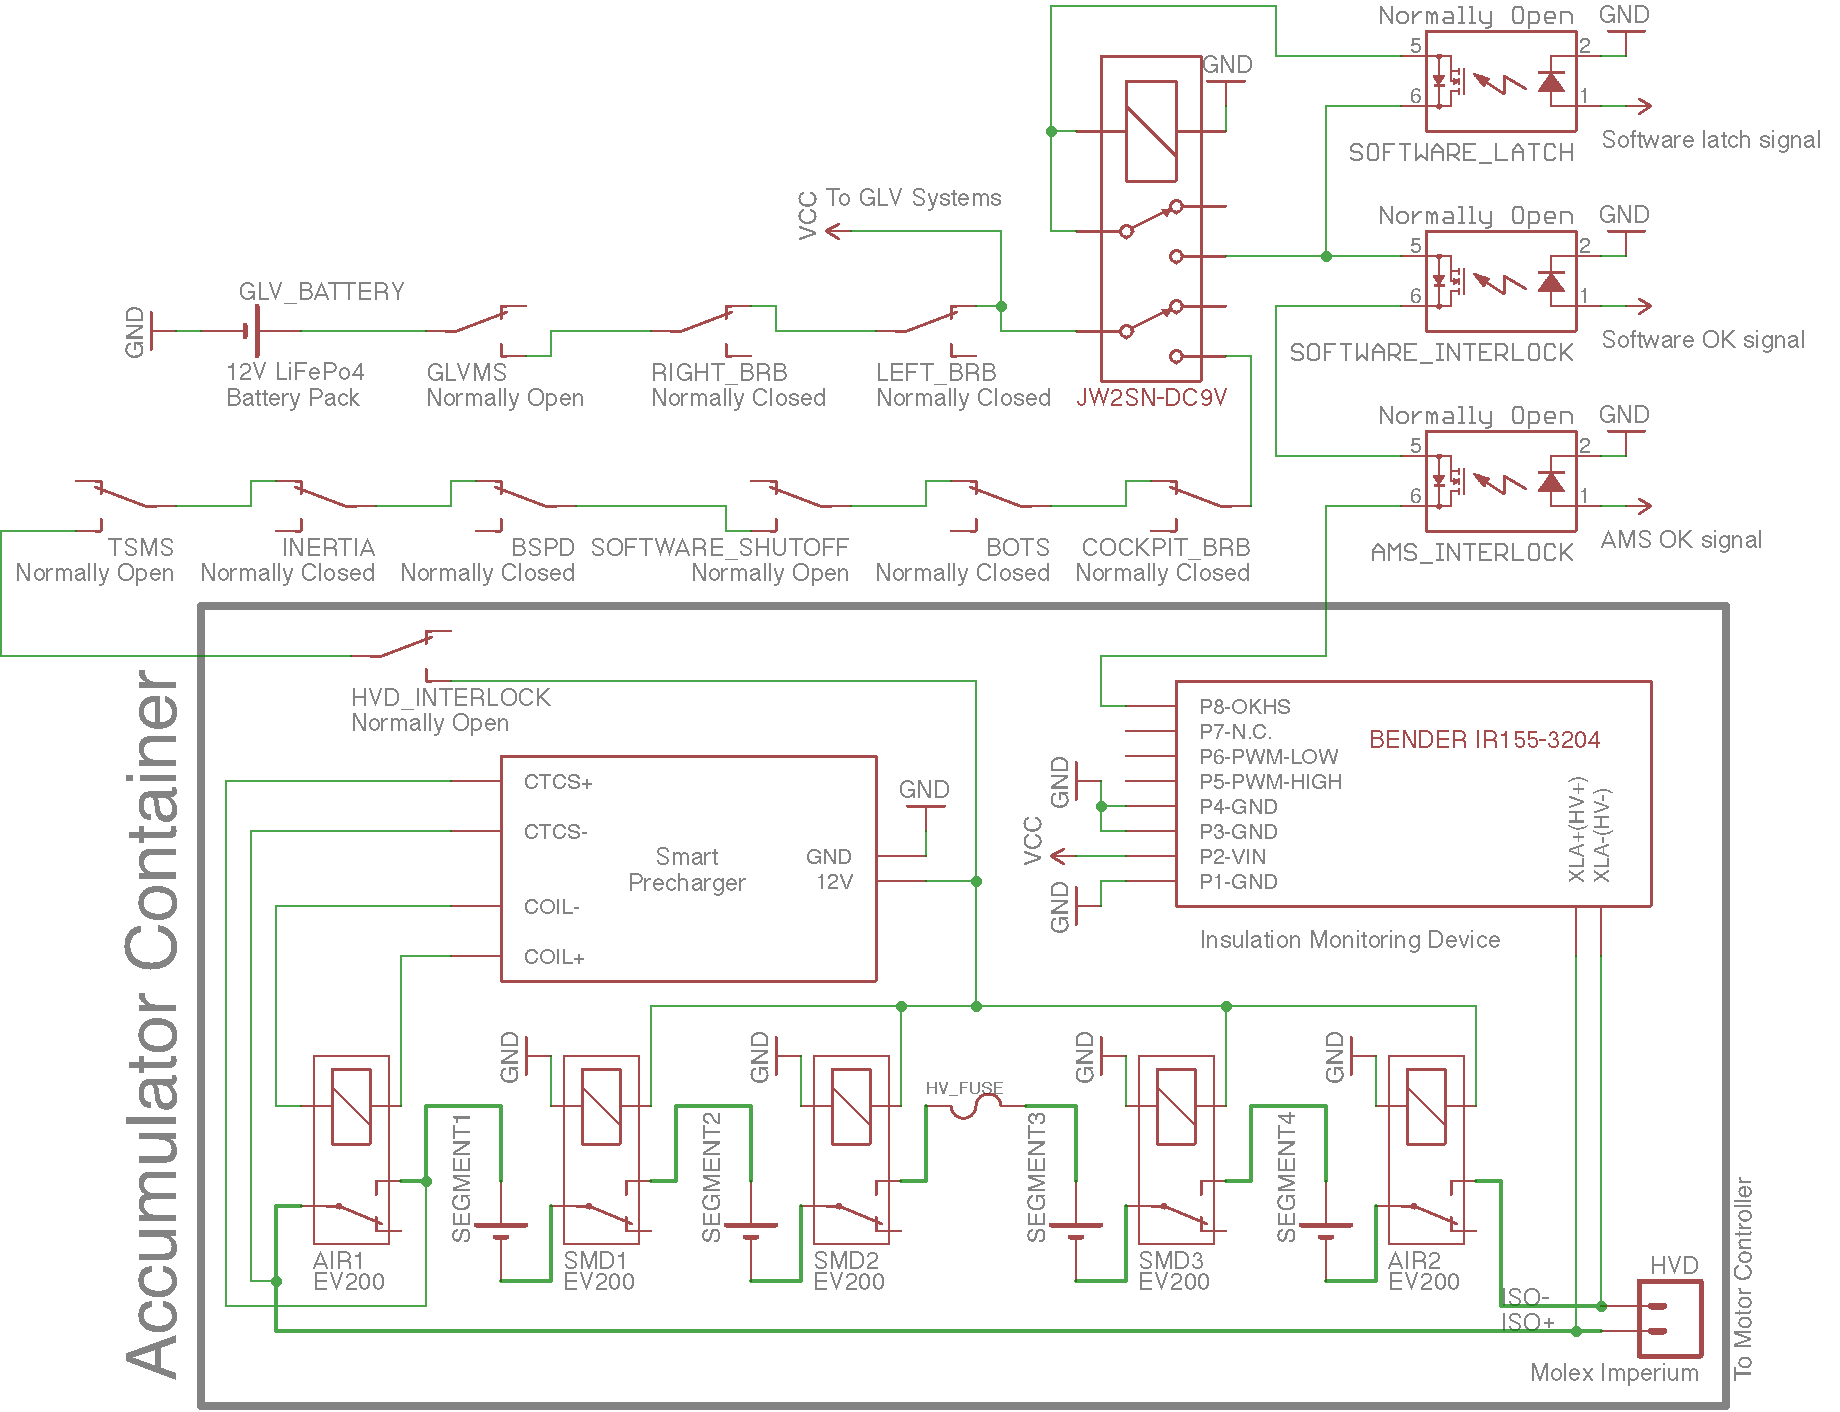 Normally Open
GND
5
2
6
1
SOFTWARE_LATCH
Software latch signal
GND
VCC
To GLV Systems
Normally Open
GND
5
2
6
1
SOFTWARE_INTERLOCK
Software OK signal
GND
GLV_BATTERY
12V LiFePo4
Battery Pack
GLVMS
Normally Open
RIGHT_BRB
Normally Closed
LEFT_BRB
Normally Closed
JW2SN-DC9V
Normally Open
GND
5
2
6
1
AMS_INTERLOCK
AMS OK signal
TSMS
Normally Open
INERTIA
Normally Closed
BSPD
Normally Closed
SOFTWARE_SHUTOFF
Normally Open
BOTS
Normally Closed
COCKPIT_BRB
Normally Closed
Accumulator Container
HVD_INTERLOCK
Normally Open
CTCS+
CTCS-
COIL-
COIL+
Smart
Precharger
GND
12V
GND
P8-OKHS
P7-N.C.
P6-PWM-LOW
P5-PWM-HIGH
P4-GND
P3-GND
P2-VIN
P1-GND
BENDER IR155-3204
XLA+(HV+)
XLA-(HV-)
GND
VCC
GND
Insulation Monitoring Device
GND
GND
HV_FUSE
GND
GND
SEGMENT1
SEGMENT2
SEGMENT3
SEGMENT4
AIR1
EV200
SMD1
EV200
SMD2
EV200
SMD3
EV200
AIR2
EV200
HVD
ISO-
ISO+
Molex Imperium
To Motor Controller